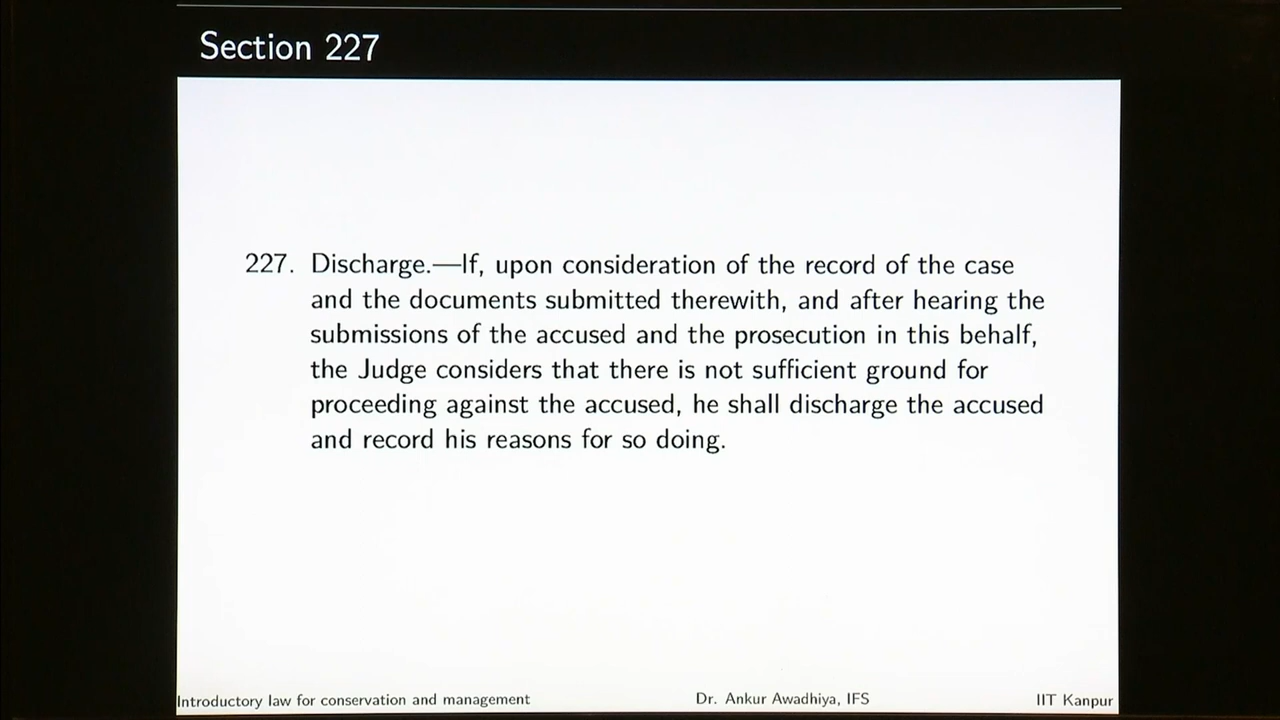 Section 227
227. Discharge.—If, upon consideration of the record of the case
and the documents submitted therewith, and after hearing the
submissions of the accused and the prosecution in this behalf,
the Judge considers that there is not sufficient ground for
proceeding against the accused, he shall discharge the accused
and record his reasons for so doing.
Introductory law for conservation and management Dr. Ankur Awadhiya, IFS IIT Kanpur